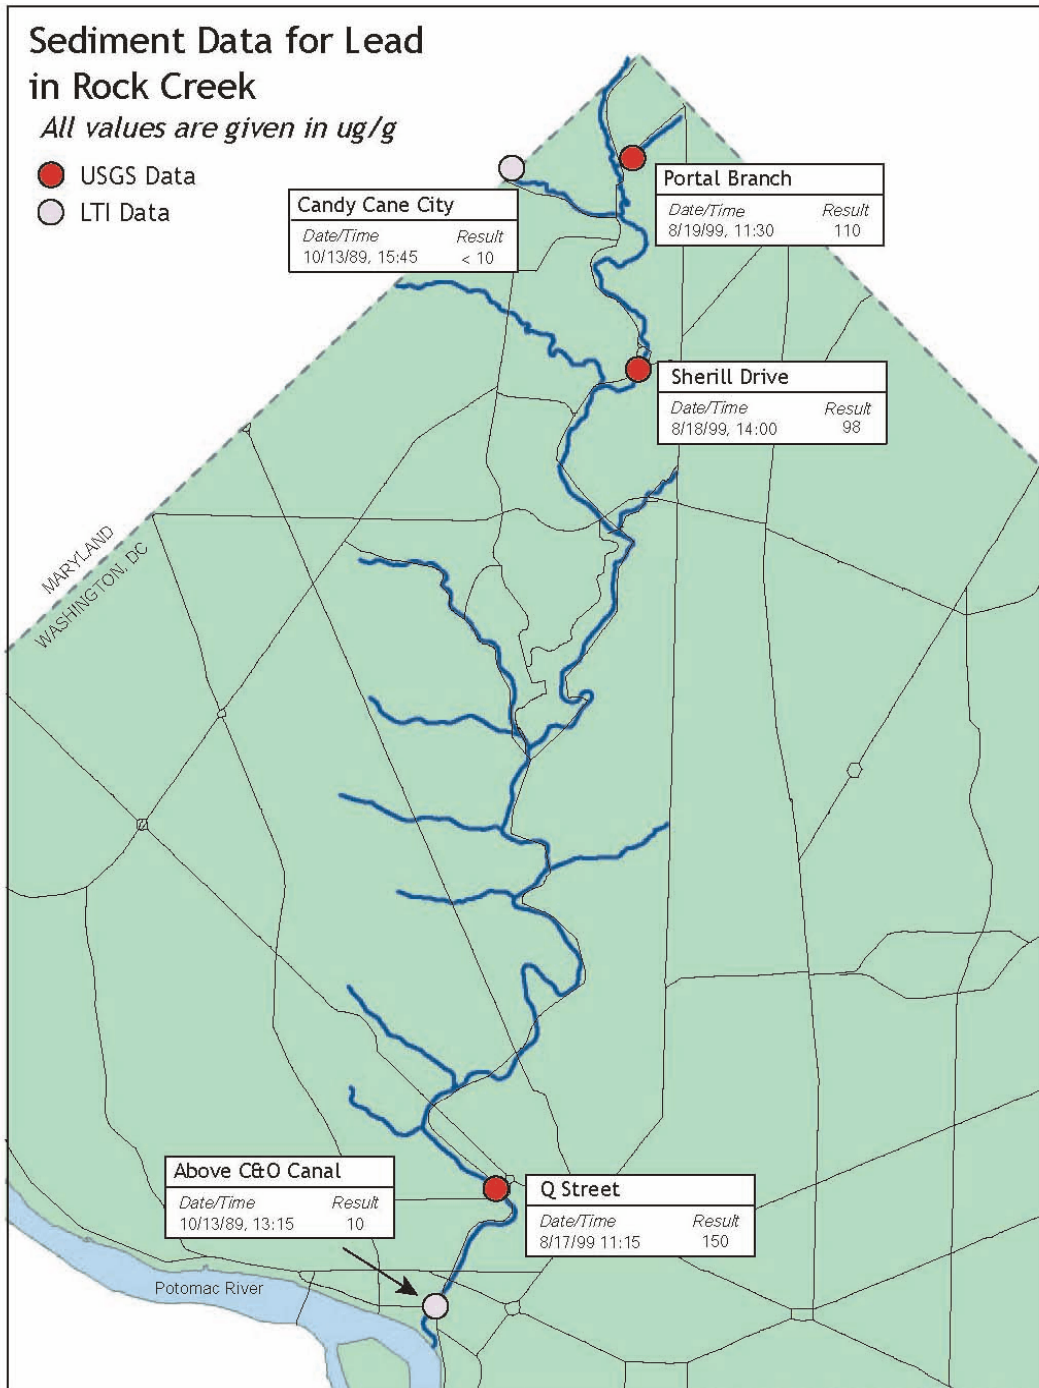 Sediment Data for Lead
in Rock Creek
All values are given in ug/g
USGS Data
LTI Data
Candy Cane City
Date/Time Result
10/13/89, 15:45 < 10
Portal Branch
Date/Time Result
8/19/99, 11:30 110
Sherill Drive
Date/Time Result
8/18/99, 14:00 98
MARYLAND
WASHINGTON, DC
Above C&O Canal
Date/Time Result
10/13/89, 13:15 10
Q Street
Date/Time Result
8/17/99 11:15 150
Potomac River